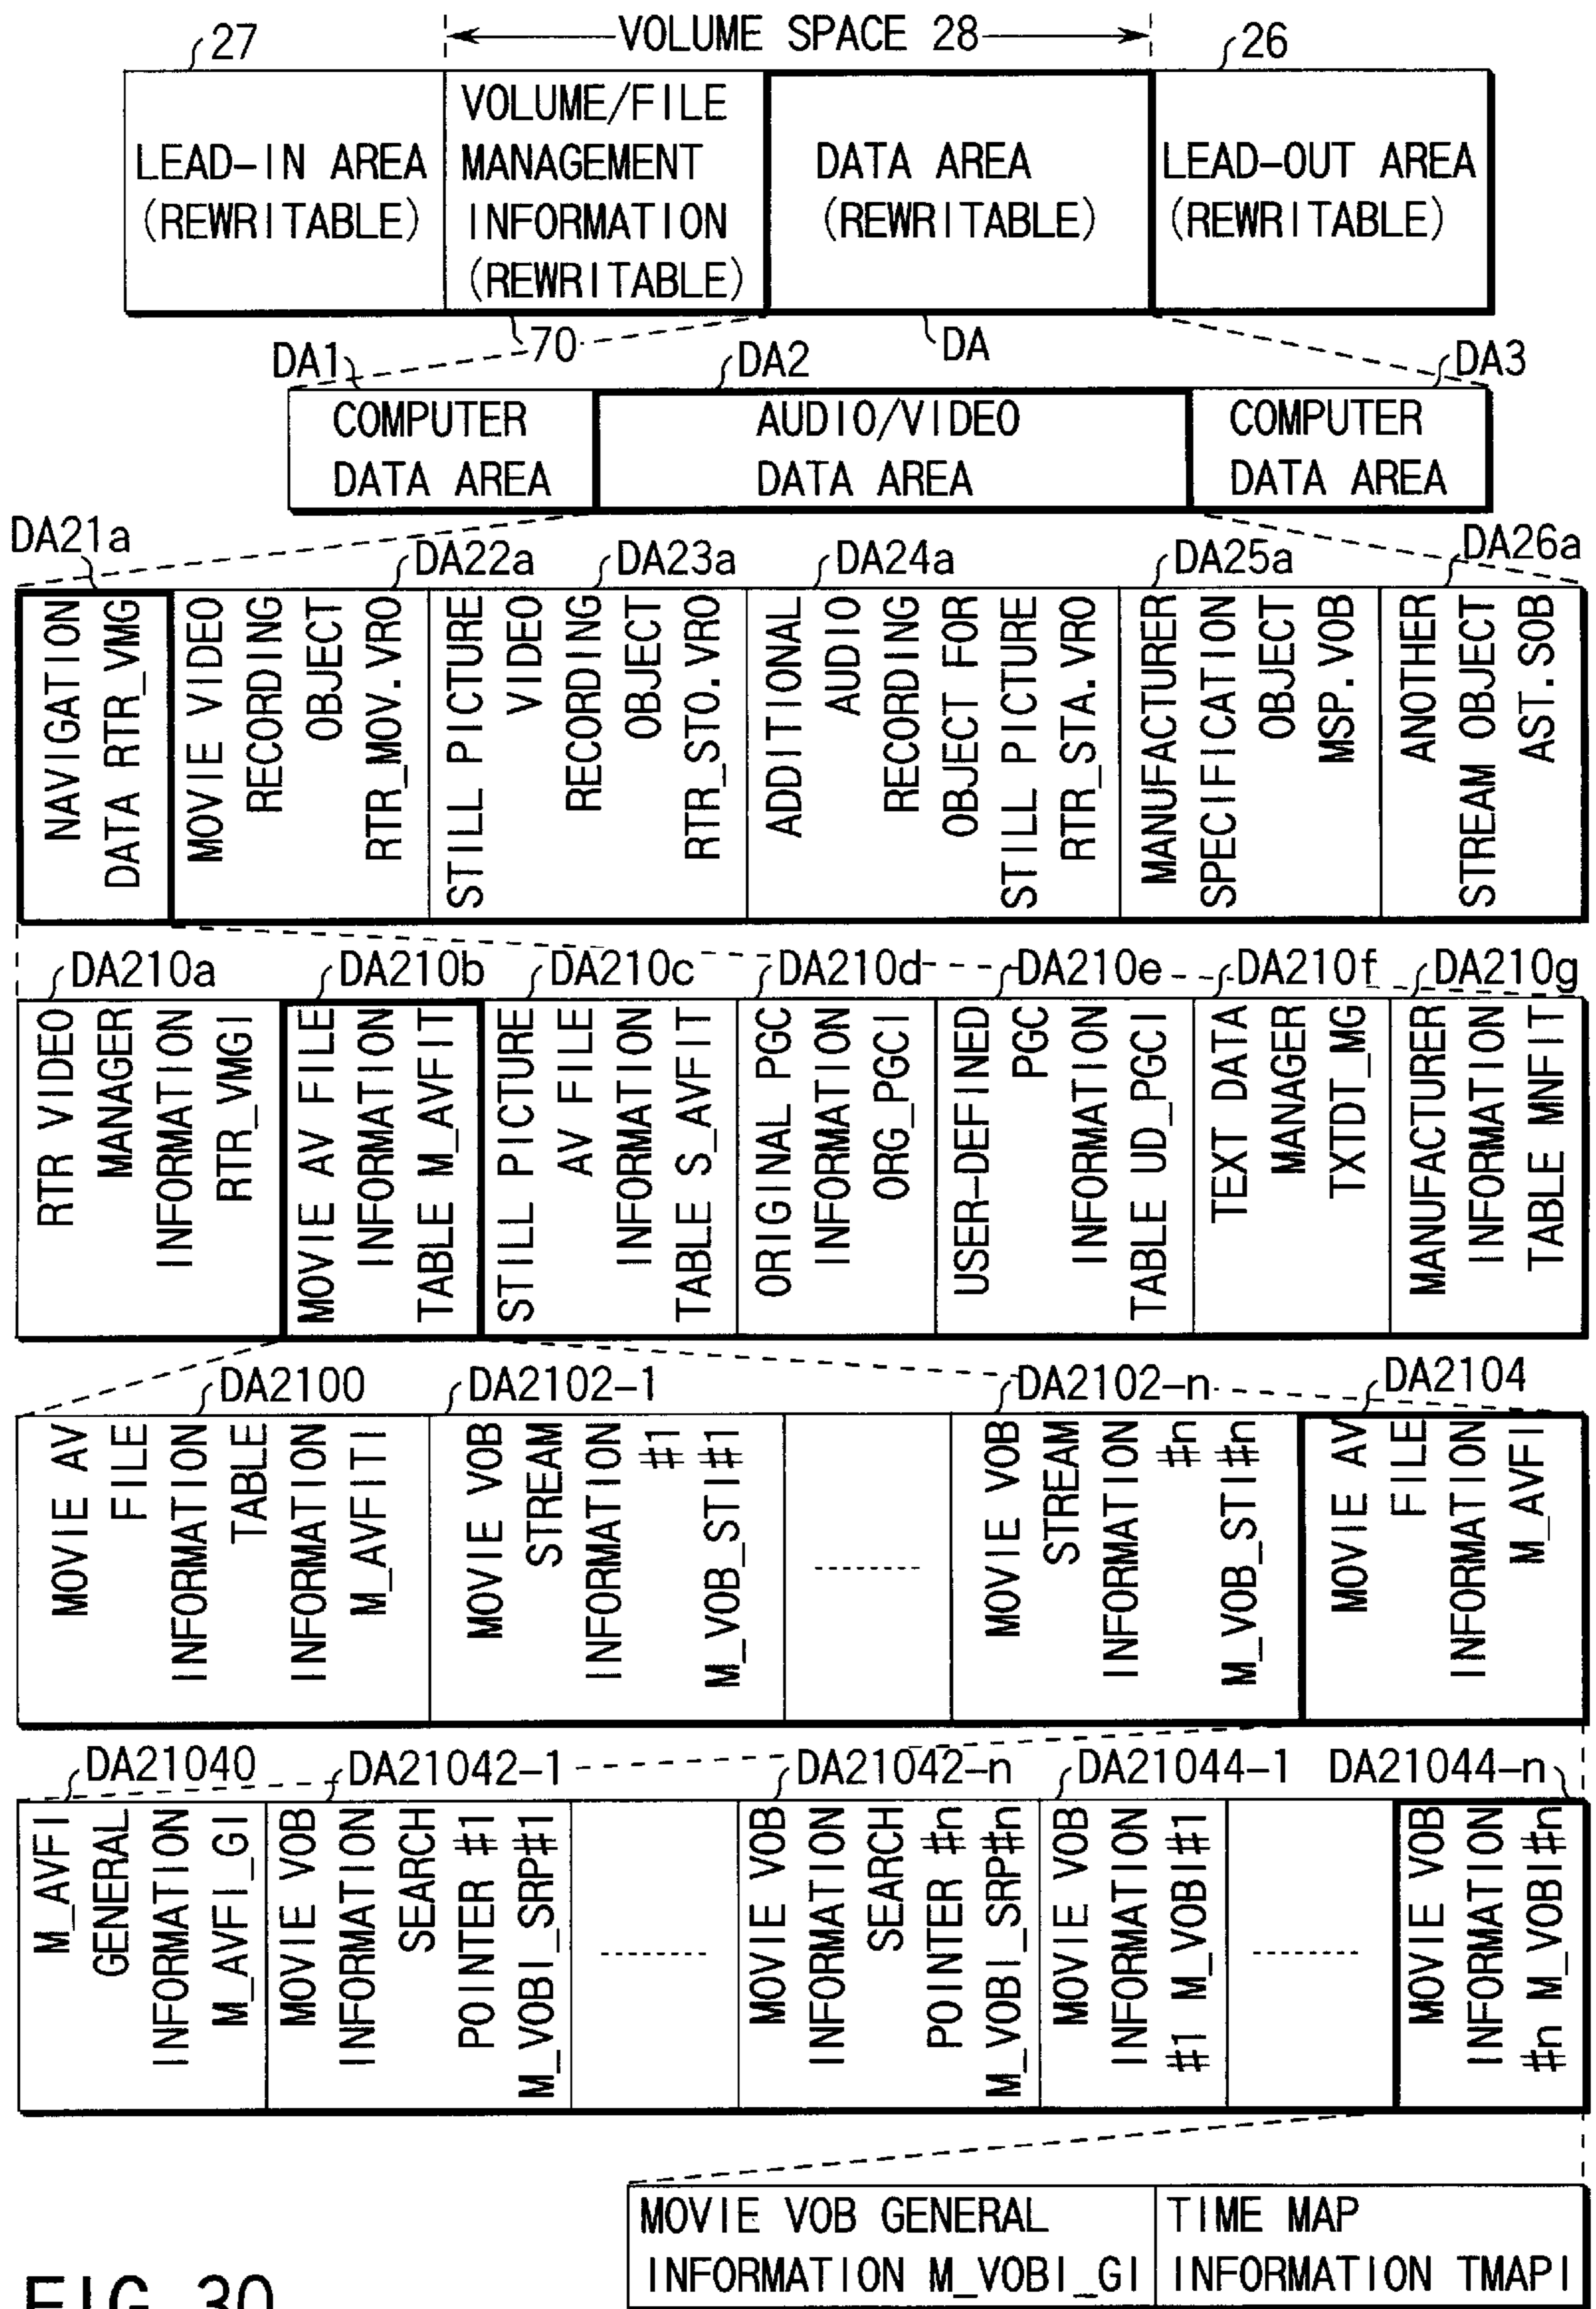 27
VOLUME SPACE 28
26
LEAD-IN AREA
(REWRITABLE)
VOLUME/FILE
MANAGEMENT
INFORMATION
(REWRITABLE)
DATA AREA
(REWRITABLE)
LEAD-OUT AREA
(REWRITABLE)
70
DA
DA1
DA2
DA3
COMPUTER
DATA AREA
AUDIO/VIDEO
DATA AREA
COMPUTER
DATA AREA
DA21a
DA22a
DA23a
DA24a
DA25a
DA26a
NAVIGATION
DATA RTR_VMG
MOVIE VIDEO
RECORDING
OBJECT
RTR_MOV.VRO
STILL PICTURE
VIDEO
RECORDING
OBJECT
RTR_STO.VRO
ADDITIONAL
AUDIO
RECORDING
OBJECT FOR
STILL PICTURE
RTR_STA.VRO
MANUFACTURER
SPECIFICATION
OBJECT
MSP.VOB
ANOTHER
STREAM OBJECT
AST.SOB
DA210a
DA210b
DA210c
DA210d
DA210e
DA210f
DA210g
RTR VIDEO
MANAGER
INFORMATION
RTR_VMGI
MOVIE AV FILE
INFORMATION
TABLE M_AVFIT
STILL PICTURE
AV FILE
INFORMATION
TABLE S_AVFIT
ORIGINAL PGC
INFORMATION
ORG_PGCI
USER-DEFINED
PGC
INFORMATION
TABLE UD_PGCI
TEXT DATA
MANAGER
TXTDT_MG
MANUFACTURER
INFORMATION
TABLE MNFIT
DA2100
DA2102-1
DA2102-n
DA2104
MOVIE AV
FILE
INFORMATION
TABLE
INFORMATION
M_AVFITI
MOVIE VOB
STREAM
INFORMATION
#1
M_VOB_STI#1
MOVIE VOB
STREAM
INFORMATION
#n
M_VOB_STI#n
MOVIE AV
FILE
INFORMATION
M_AVFI
DA21040
DA21042-1
DA21042-n
DA21044-1
DA21044-n
M_AVFI
GENERAL
INFORMATION
M_AVFI_GI
MOVIE VOB
INFORMATION
SEARCH
POINTER #1
M_VOBI_SRP#1
MOVIE VOB
INFORMATION
SEARCH
POINTER #n
M_VOBI_SRP#n
MOVIE VOB
INFORMATION
#1 M_VOBI#1
MOVIE VOB
INFORMATION
#n M_VOBI#n
MOVIE VOB GENERAL
INFORMATION M_VOBI_GI
TIME MAP
INFORMATION TMAPI
FIG. 30